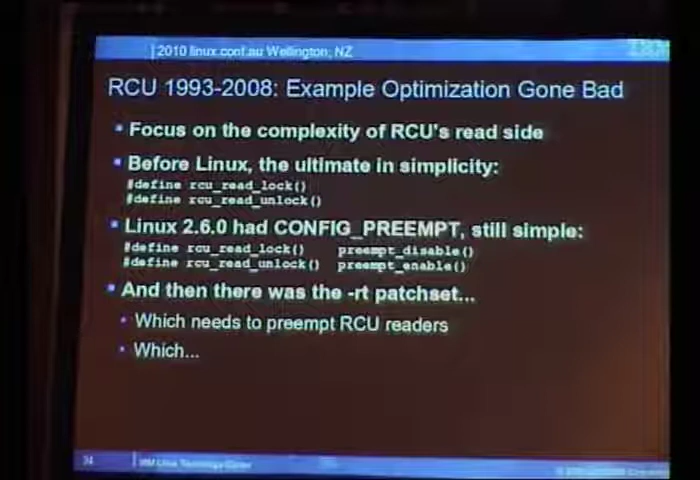 2010 linux.conf.au Wellington, NZ
IBM
RCU 1993-2008: Example Optimization Gone Bad
Focus on the complexity of RCU's read side
Before Linux, the ultimate in simplicity:
#define rcu_read_lock()
#define rcu_read_unlock()
Linux 2.6.0 had CONFIG_PREEMPT, still simple:
#define rcu_read_lock() preempt_disable()
#define rcu_read_unlock() preempt_enable()
And then there was the -rt patchset...
Which needs to preempt RCU readers
Which...
34
IBM Linux Technology Center